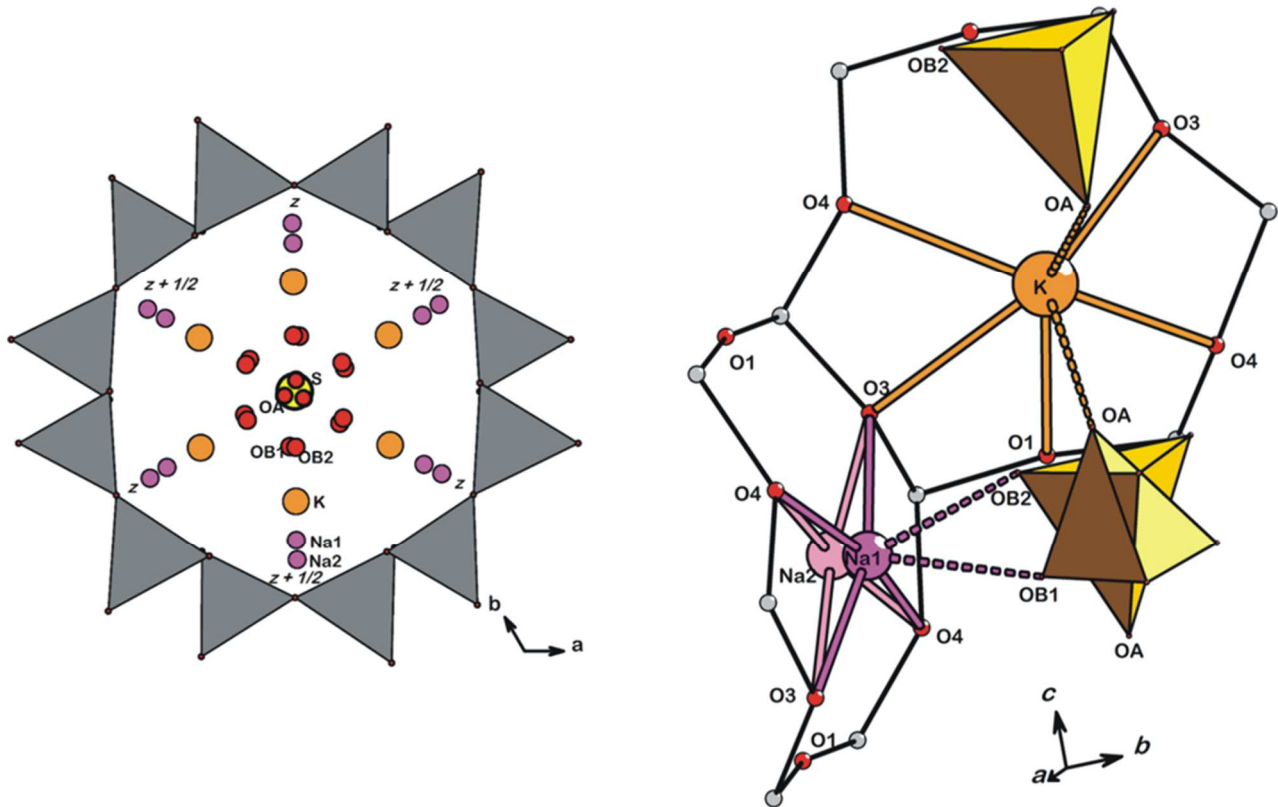 z
z + 1/2
z + 1/2
S
OA
OB1
OB2
z
z
K
Na1
Na2
z + 1/2
b
a
OB2
O3
OA
O4
K
O4
O1
O3
OA
O1
O4
OB2
Na2
Na1
OB1
O4
OA
O3
O1
c
b
a